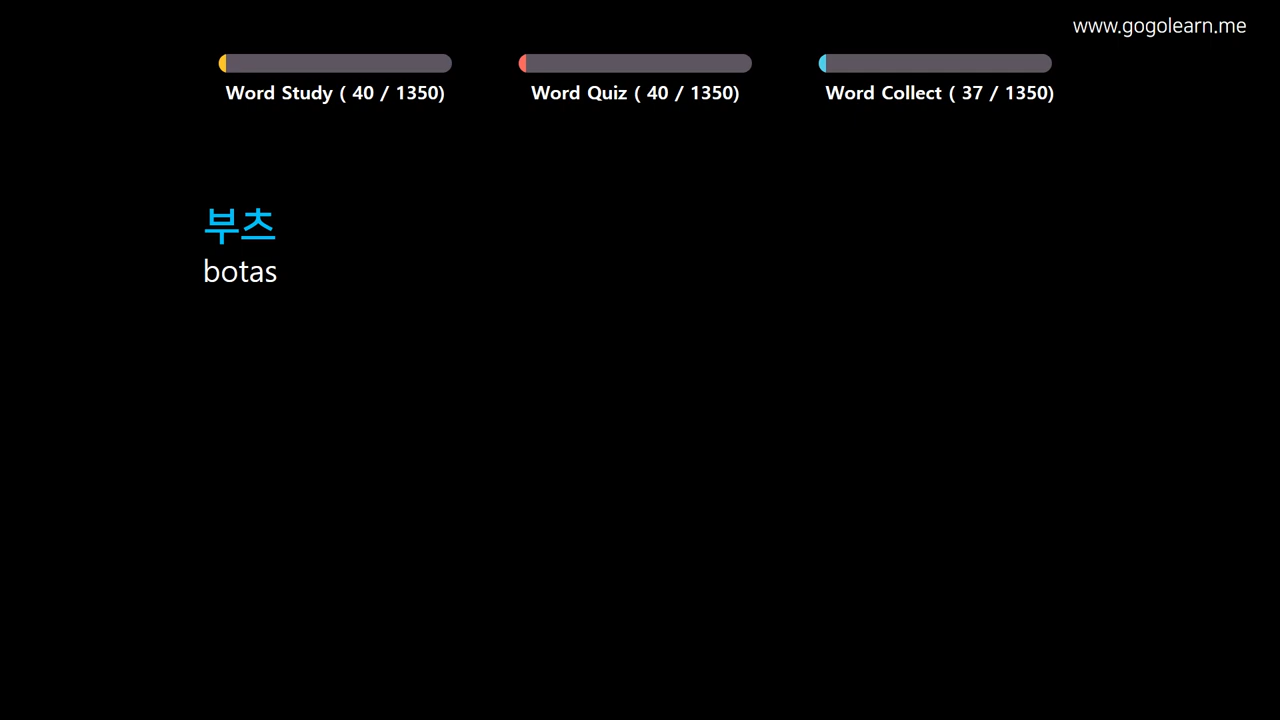 www.gogolearn.me
Word Study ( 40 / 1350)
Word Quiz ( 40 / 1350)
Word Collect ( 37 / 1350)
부츠
botas